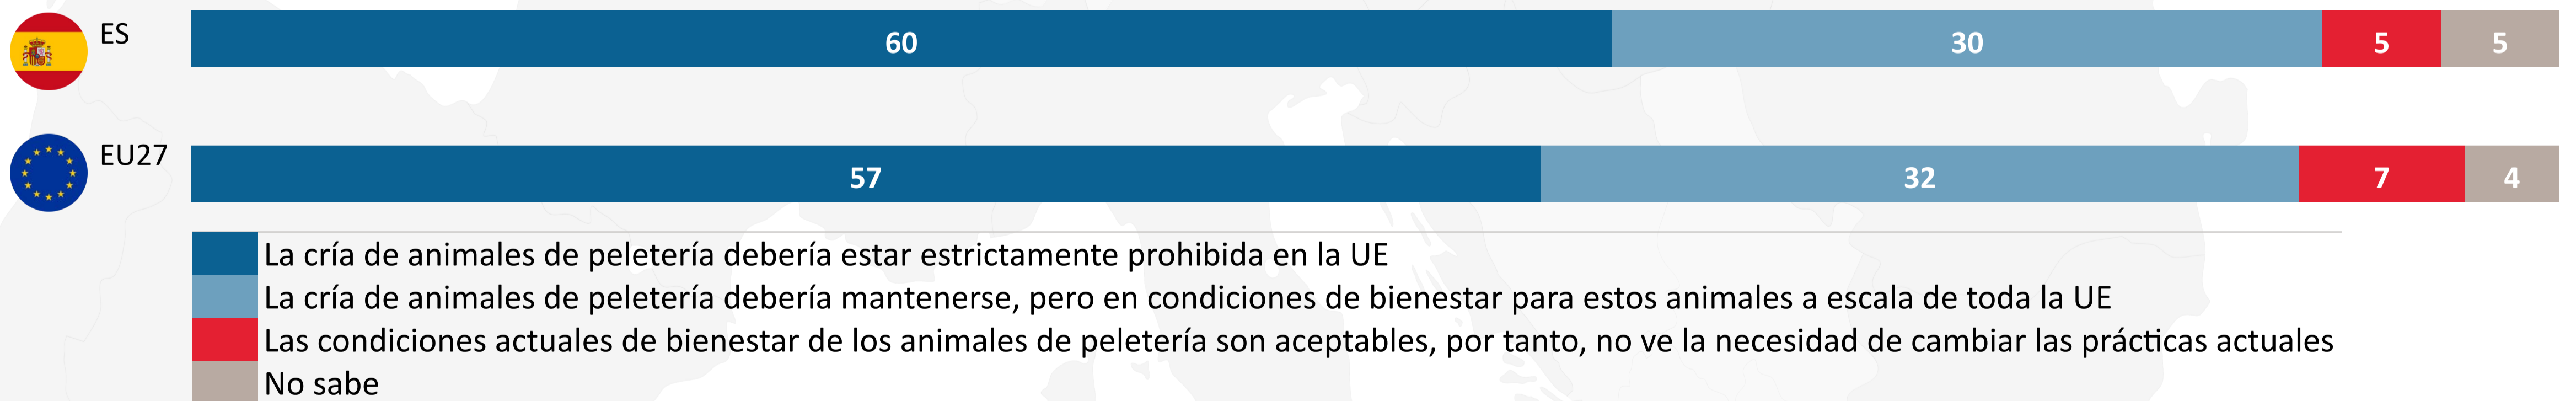 ES
60 30 5 5
EU27
57 32 7 4
La cría de animales de peletería debería estar estrictamente prohibida en la UE
La cría de animales de peletería debería mantenerse, pero en condiciones de bienestar para estos animales a escala de toda la UE
Las condiciones actuales de bienestar de los animales de peletería son aceptables, por tanto, no ve la necesidad de cambiar las prácticas actuales
No sabe